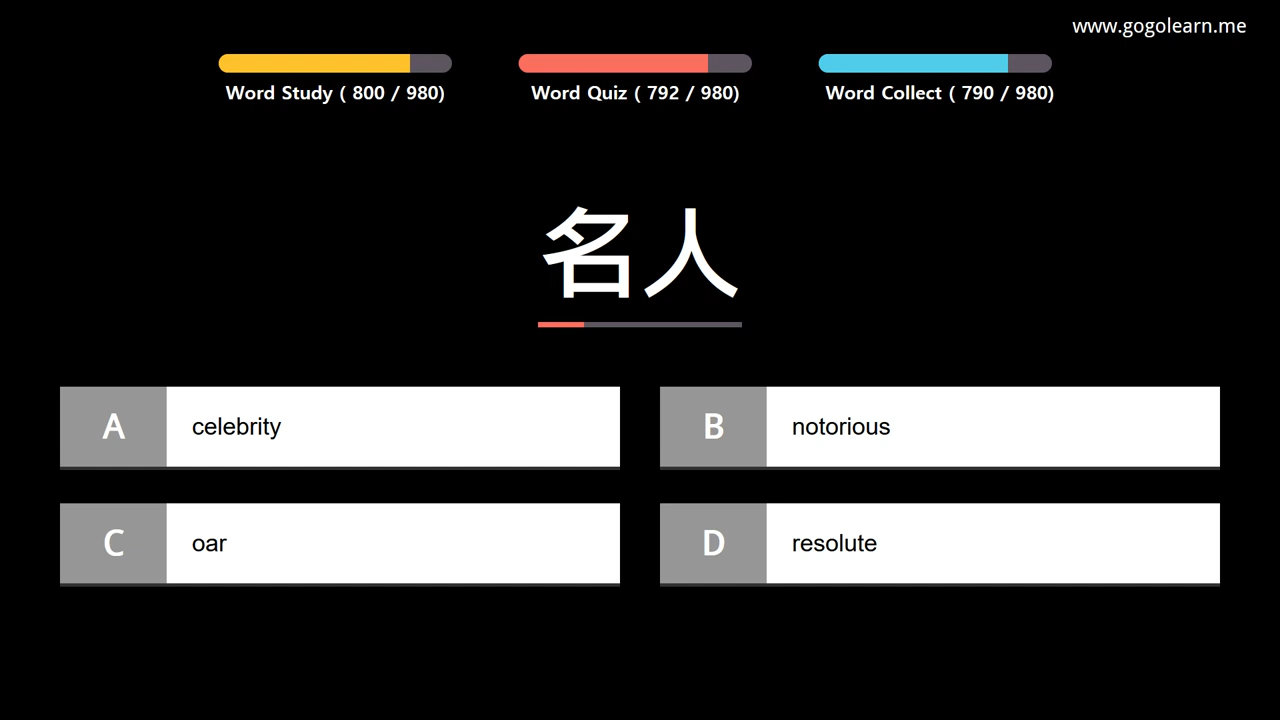 www.gogolearn.me
Word Study ( 800 / 980)
Word Quiz ( 792 / 980)
Word Collect ( 790 / 980)
名人
A
celebrity
B
notorious
C
oar
D
resolute